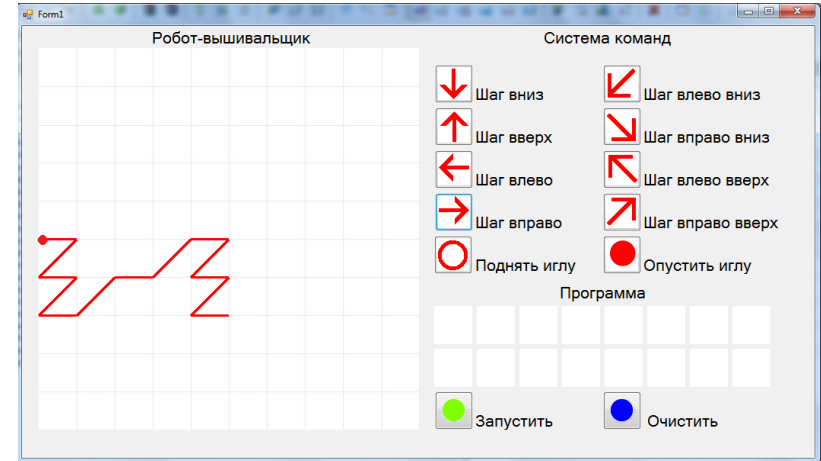 Form1
Робот-вышивальщик
Система команд
Шаг вниз
Шаг влево вниз
Шаг вверх
Шаг вправо вниз
Шаг влево
Шаг влево вверх
Шаг вправо
Шаг вправо вверх
Поднять иглу
Опустить иглу
Программа
Запустить
Очистить